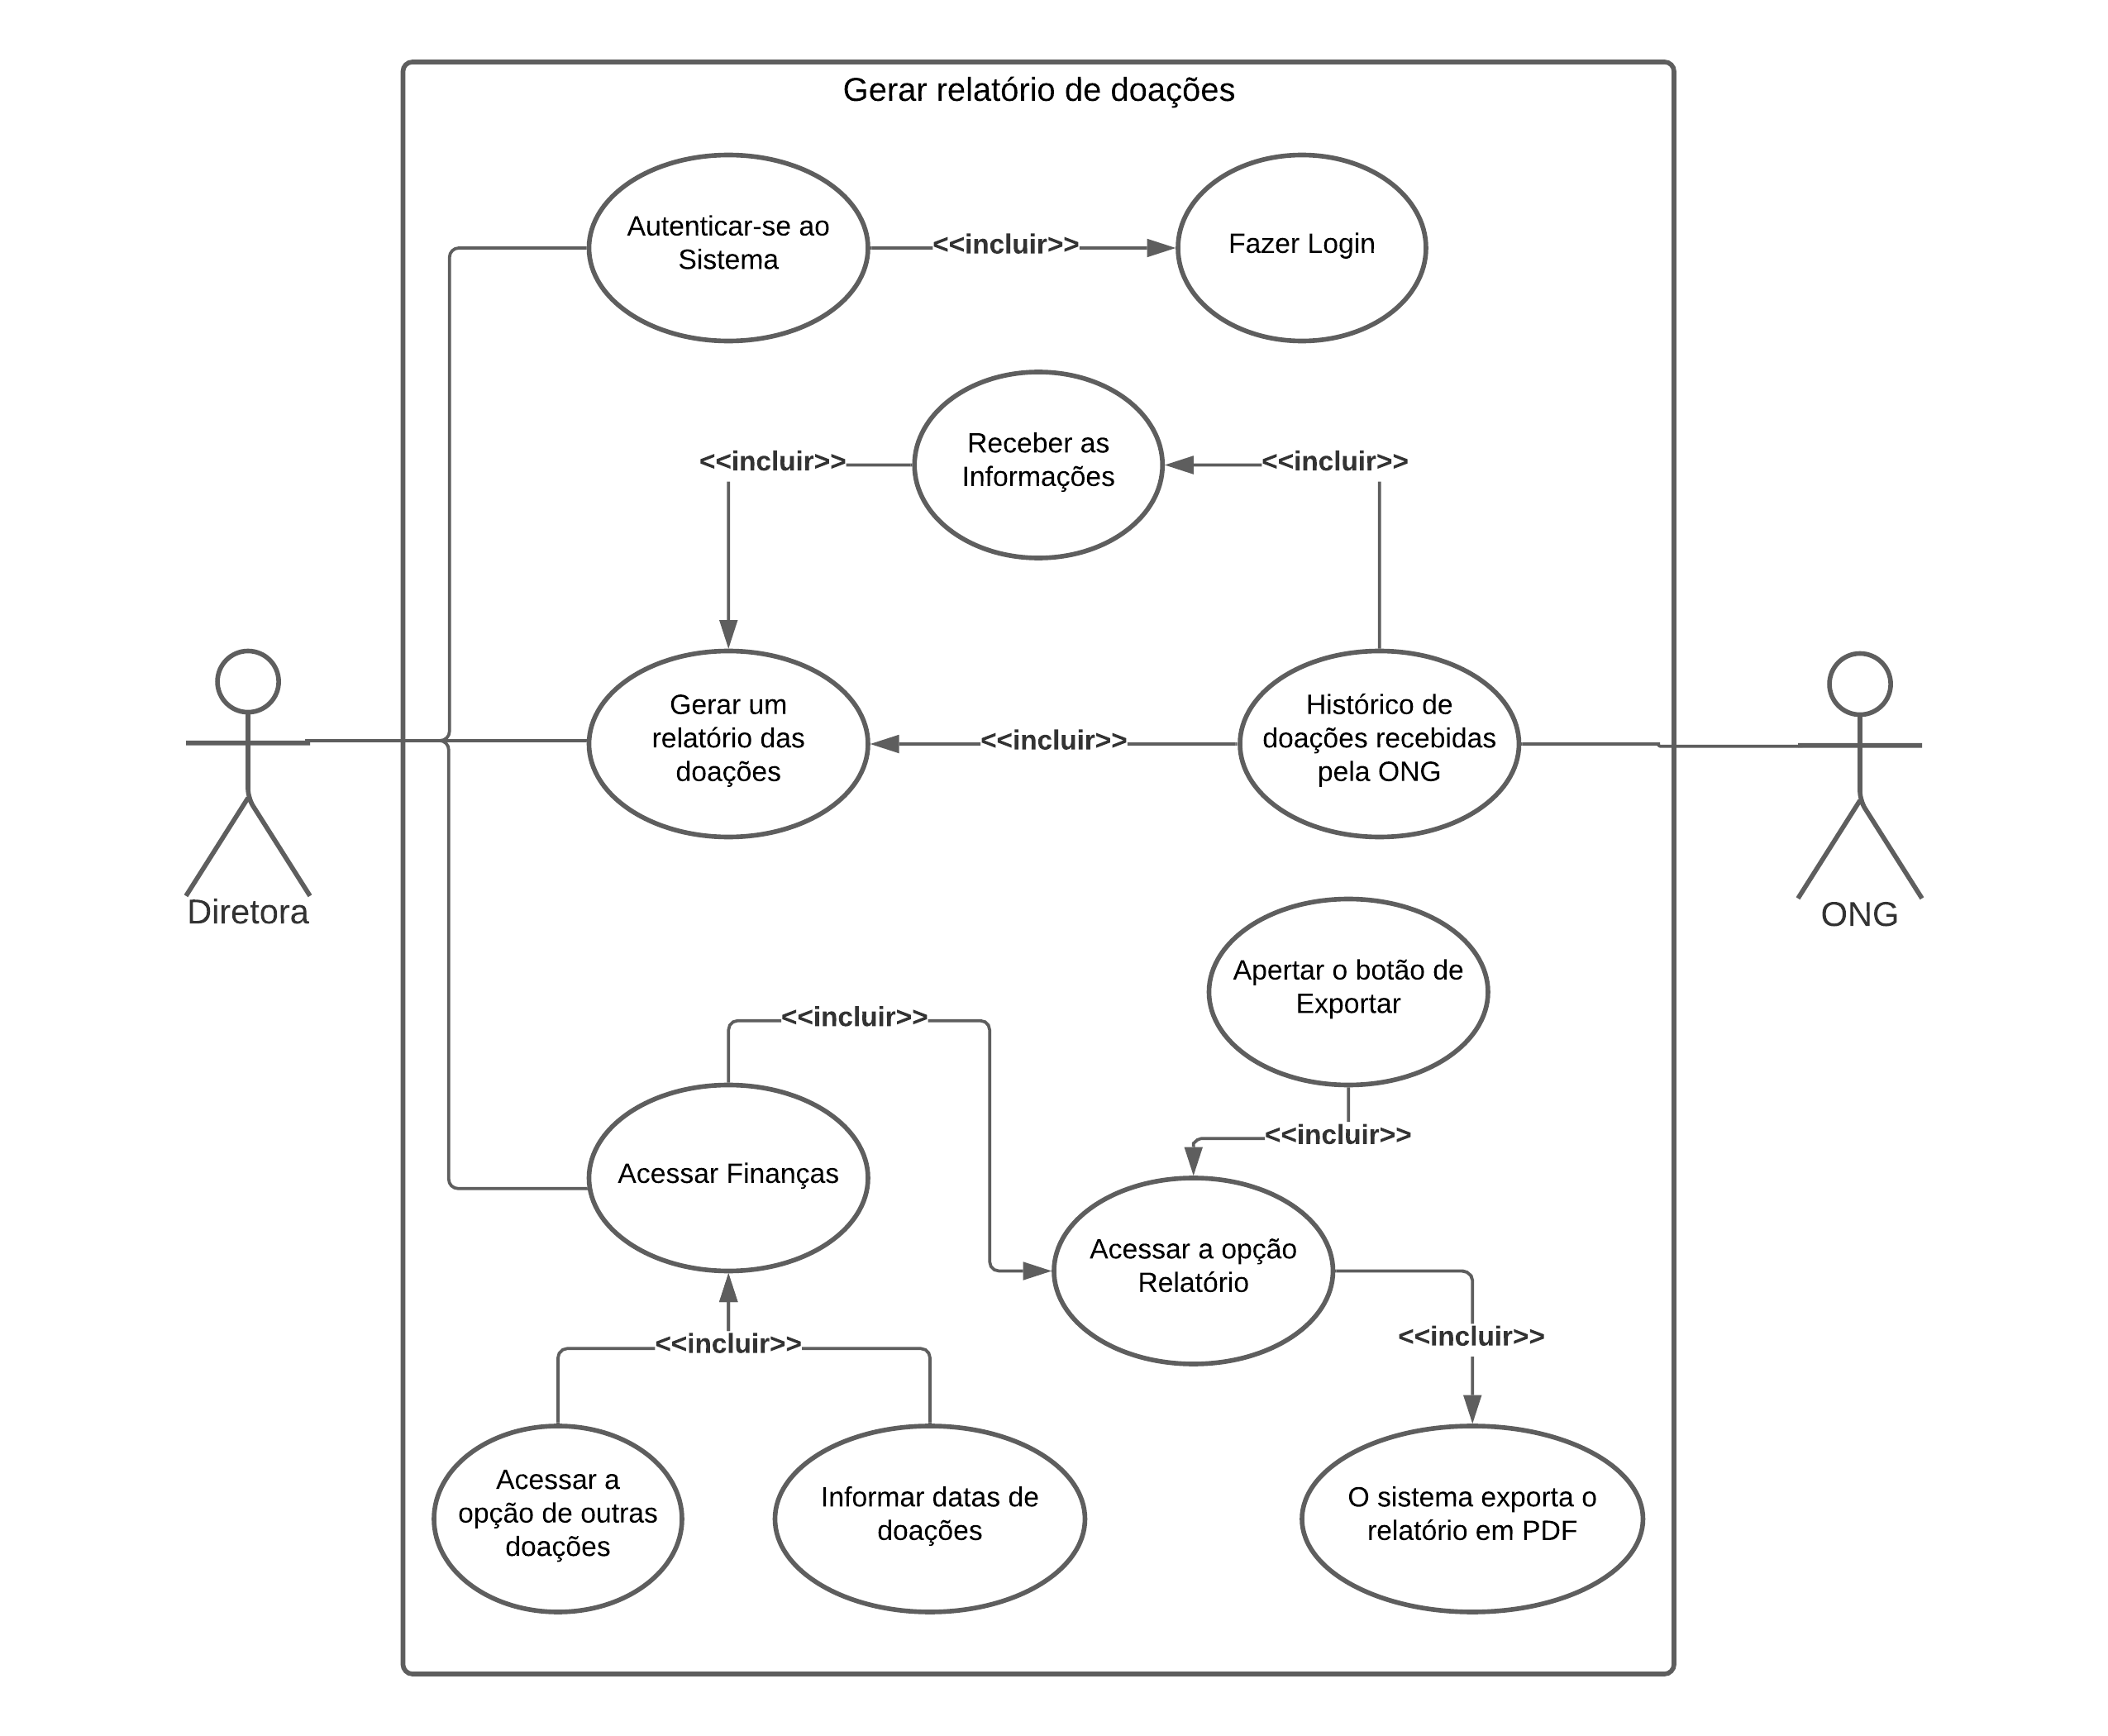 Gerar relatório de doações
Autenticar-se ao
Sistema
<<incluir>>
Fazer Login
Receber as
Informações
<<incluir>>
<<incluir>>
Gerar um
relatório das
doações
<<incluir>>
Histórico de
doações recebidas
pela ONG
Diretora
ONG
Apertar o botão de
Exportar
<<incluir>>
<<incluir>>
Acessar Finanças
Acessar a opção
Relatório
<<incluir>>
<<incluir>>
Acessar a
opção de outras
doações
Informar datas de
doações
O sistema exporta o
relatório em PDF